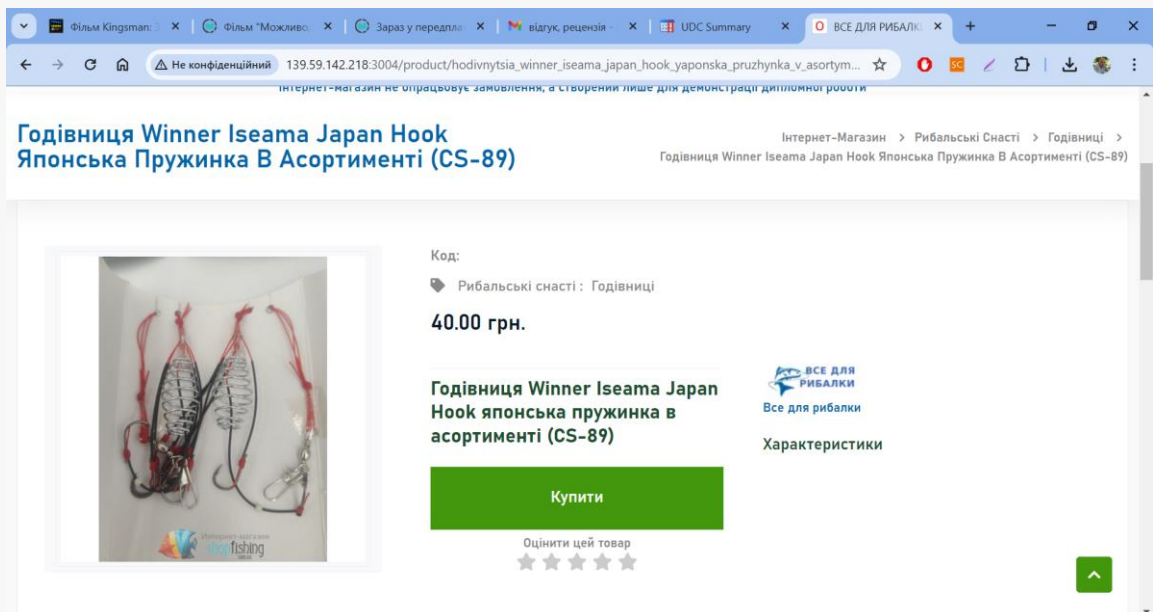 Фільм Kingsman: З
Фільм "Можливо,
Зараз у передпла
відгук, рецензія -
UDC Summary
ВСЕ ДЛЯ РИБАЛК
Не конфіденційний
139.59.142.218:3004/product/hodivnytsia_winner_iseama_japan_hook_yaponska_pruzhynka_v_asortym...
інтернет-магазин не опрацьовує замовлення, а створений лише для демонстрації дипломної роботи
Годівниця Winner Iseama Japan Hook
Японська Пружинка В Асортименті (CS-89)
Інтернет-Магазин > Рибальські Снасті > Годівниці >
Годівниця Winner Iseama Japan Hook Японська Пружинка В Асортименті (CS-89)
Код:
Рибальські снасті : Годівниці
40.00 грн.
Годівниця Winner Iseama Japan
Hook японська пружинка в
асортименті (CS-89)
ВСЕ ДЛЯ
РИБАЛКИ
Все для рибалки
Характеристики
Купити
Оцінити цей товар
Интернет-магазин
shopfishing